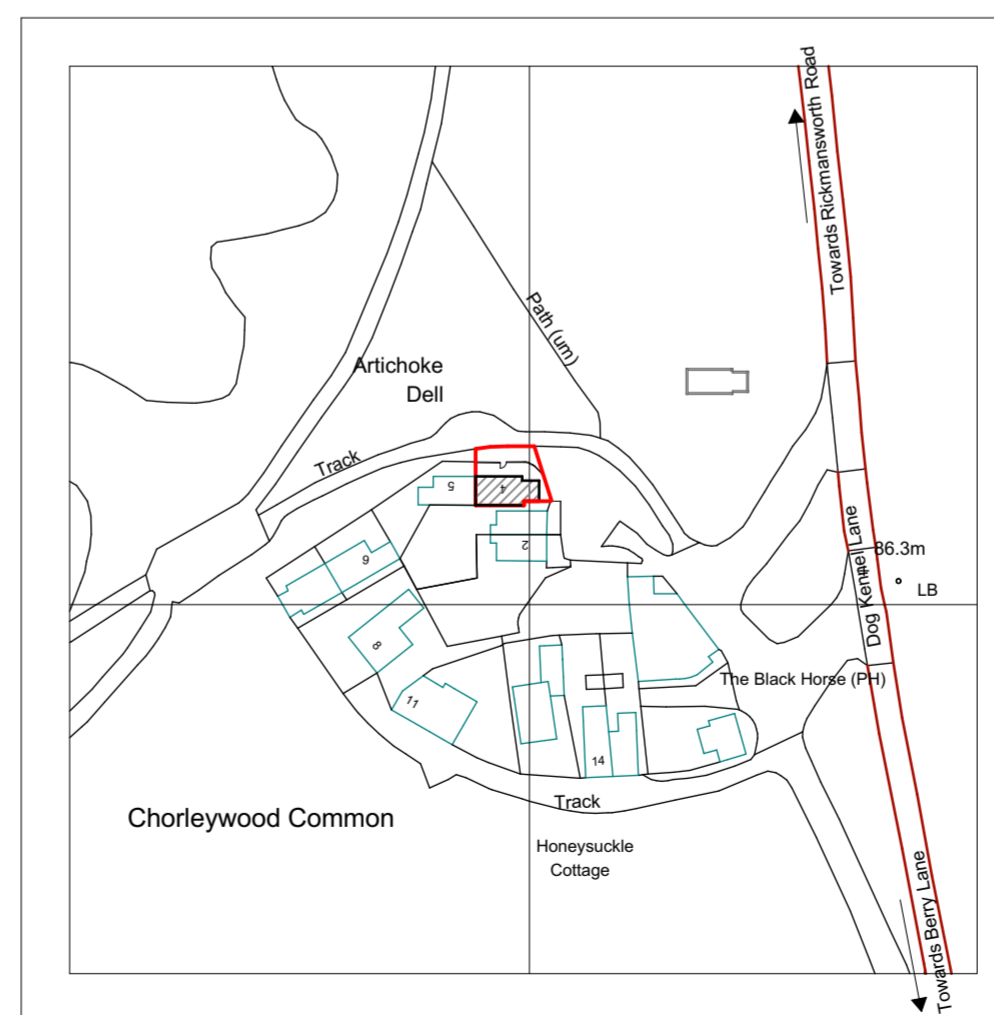 Towards Rickmansworth Road
Path (um)
Artichoke
Dell
Track
5
4
2
6
8
11
14
86.3m
LB
Dog Kennel Lane
The Black Horse (PH)
Track
Chorleywood Common
Honeysuckle
Cottage
Towards Berry Lane